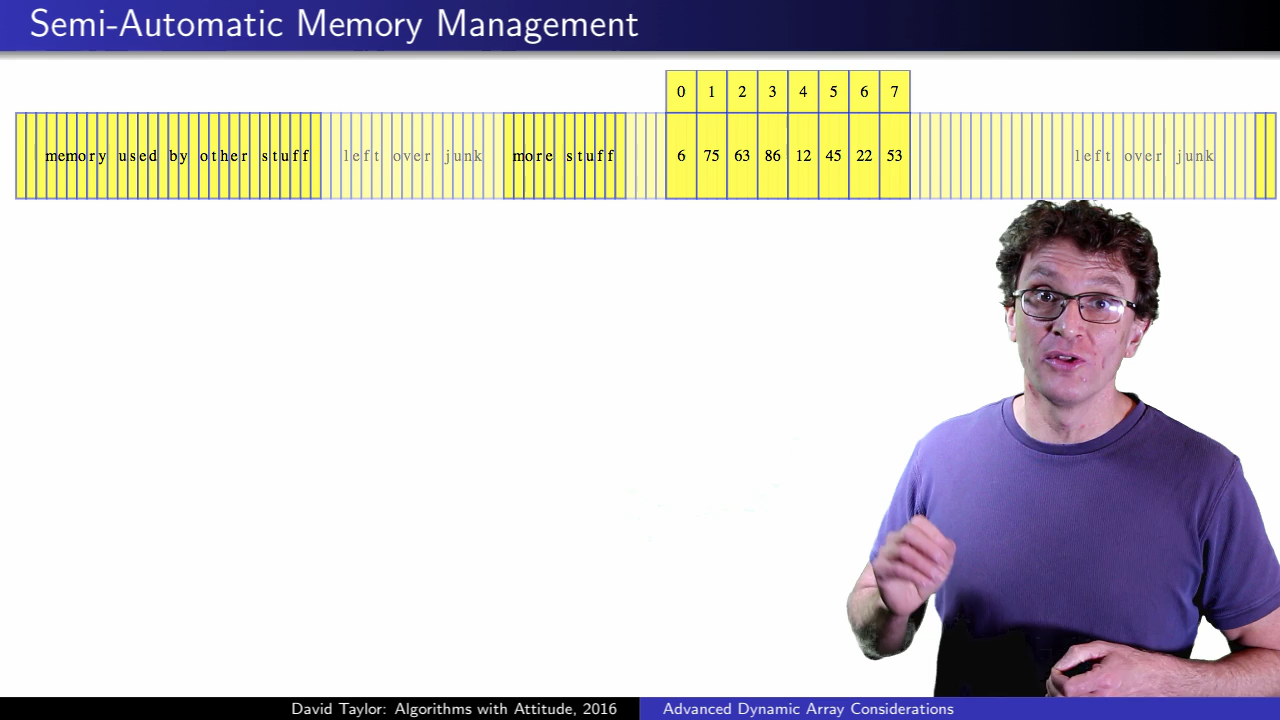 Semi-Automatic Memory Management
0 1 2 3 4 5 6 7
memory used by other stuff left over junk more stuff 6 75 63 86 12 45 22 53 left over junk
David Taylor: Algorithms with Attitude, 2016 Advanced Dynamic Array Considerations